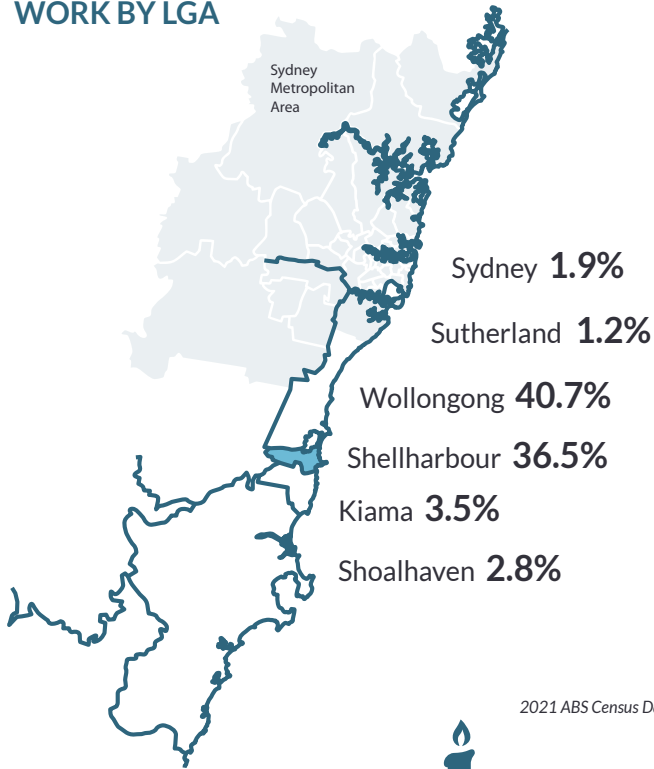 WORK BY LGA
Sydney
Metropolitan
Area
Sydney 1.9%
Sutherland 1.2%
Wollongong 40.7%
Shellharbour 36.5%
Kiama 3.5%
Shoalhaven 2.8%
2021 ABS Census